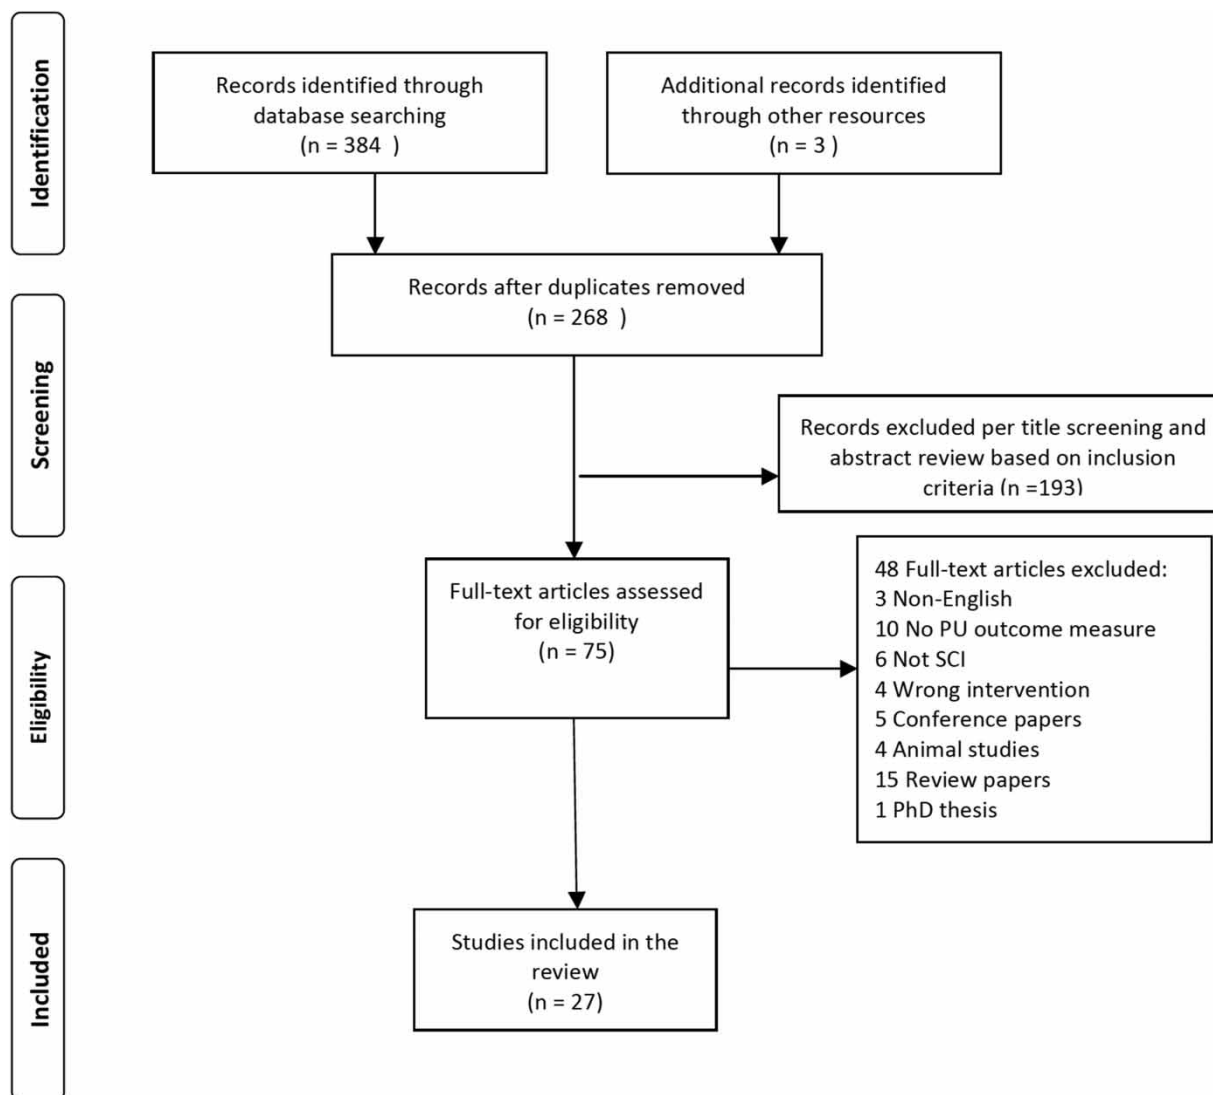 Identification
Records identified through
database searching
(n = 384  )
Additional records identified
through other resources
(n = 3 )
Records after duplicates removed
(n = 268  )
Screening
Records excluded per title screening and
abstract review based on inclusion
criteria (n =193)
Eligibility
Full-text articles assessed
for eligibility
(n = 75)
48 Full-text articles excluded:
3 Non-English
10 No PU outcome measure
6 Not SCI
4 Wrong intervention
5 Conference papers
4 Animal studies
15 Review papers
1 PhD thesis
Included
Studies included in the
review
(n = 27)